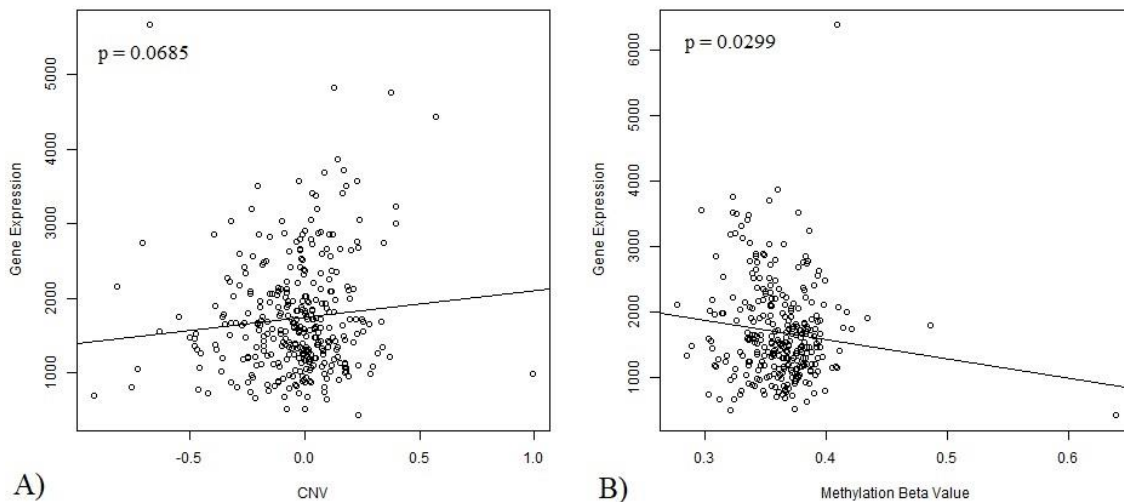 p = 0.0685
Gene Expression
5000
4000
3000
2000
1000
-0.5
0.0
0.5
1.0
CNV
A)
p = 0.0299
Gene Expression
6000
5000
4000
3000
2000
1000
0.3
0.4
0.5
0.6
Methylation Beta Value
B)